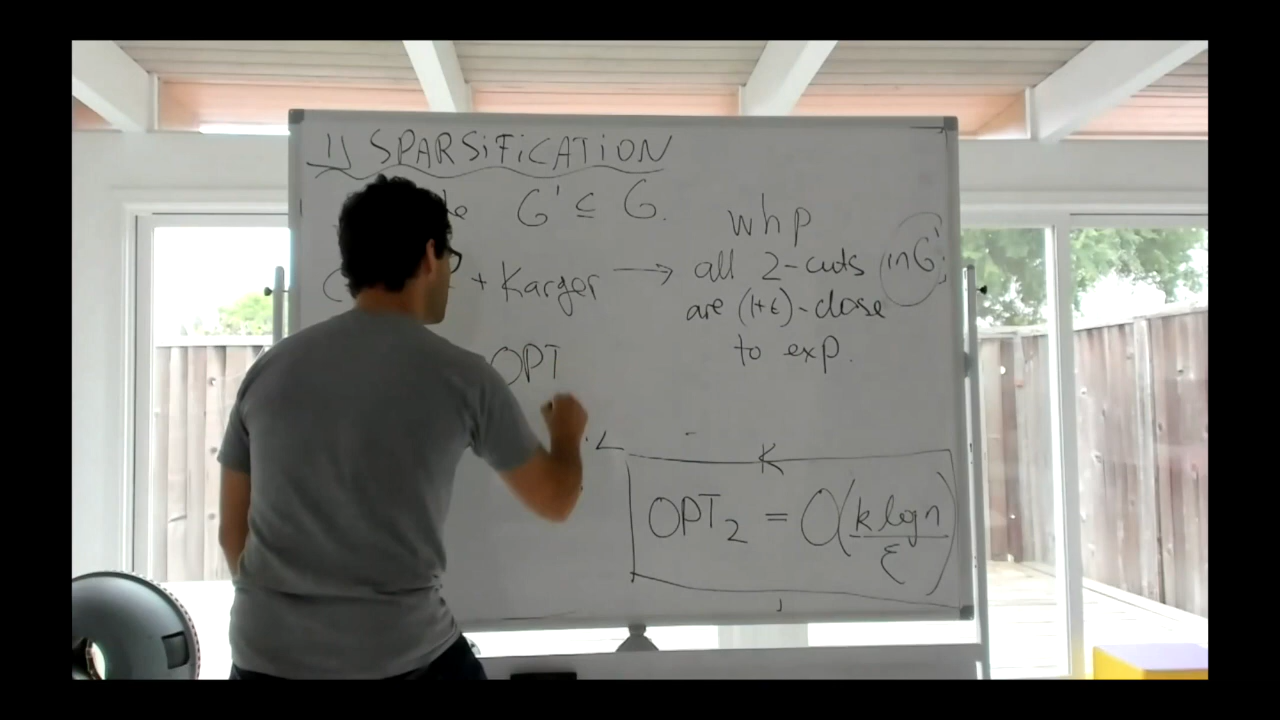 1) SPARSIFICATION
G' ⊆ G.
whp
+ Karger → all 2-cuts in G';
are (1+ε)-close
to exp.
OPT
OPT₂ = O(k log n / ε)